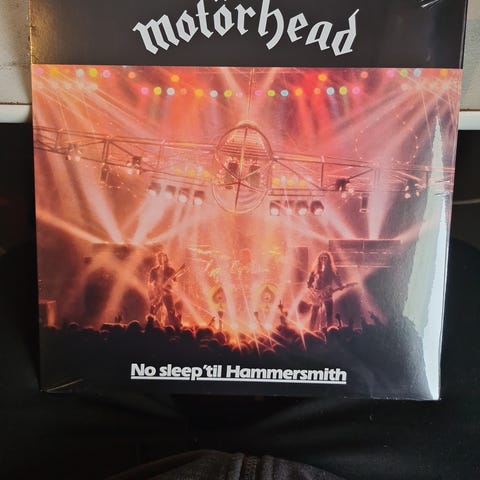 motörhead
No sleep 'til Hammersmith